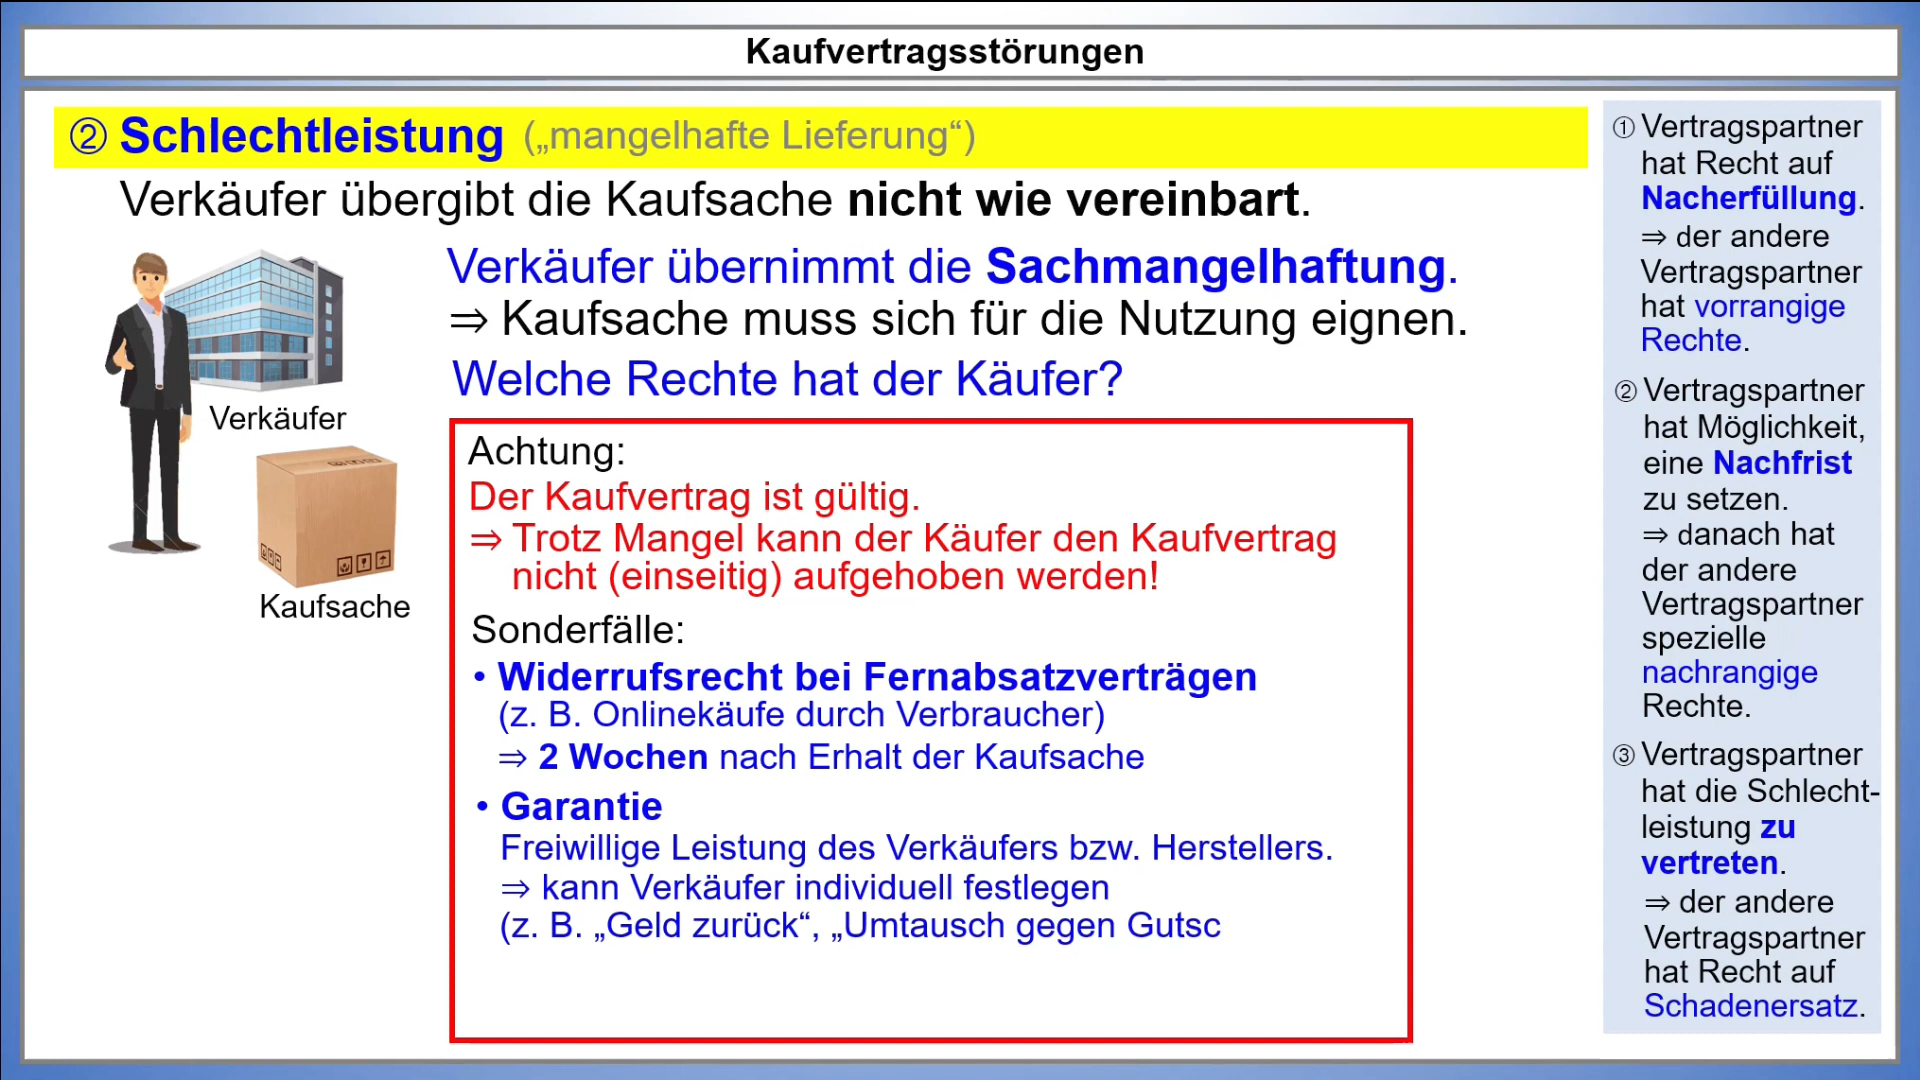 Kaufvertragsstörungen
② Schlechtleistung („mangelhafte Lieferung“)
Verkäufer übergibt die Kaufsache nicht wie vereinbart.
Verkäufer übernimmt die Sachmangelhaftung.
⇒ Kaufsache muss sich für die Nutzung eignen.
Welche Rechte hat der Käufer?
Verkäufer
Kaufsache
Achtung:
Der Kaufvertrag ist gültig.
⇒ Trotz Mangel kann der Käufer den Kaufvertrag
nicht (einseitig) aufgehoben werden!
Sonderfälle:
• Widerrufsrecht bei Fernabsatzverträgen
(z. B. Onlinekäufe durch Verbraucher)
⇒ 2 Wochen nach Erhalt der Kaufsache
• Garantie
Freiwillige Leistung des Verkäufers bzw. Herstellers.
⇒ kann Verkäufer individuell festlegen
(z. B. „Geld zurück“, „Umtausch gegen Gutsc
① Vertragspartner
hat Recht auf
Nacherfüllung.
⇒ der andere
Vertragspartner
hat vorrangige
Rechte.
② Vertragspartner
hat Möglichkeit,
eine Nachfrist
zu setzen.
⇒ danach hat
der andere
Vertragspartner
spezielle
nachrangige
Rechte.
③ Vertragspartner
hat die Schlecht-
leistung zu
vertreten.
⇒ der andere
Vertragspartner
hat Recht auf
Schadenersatz.